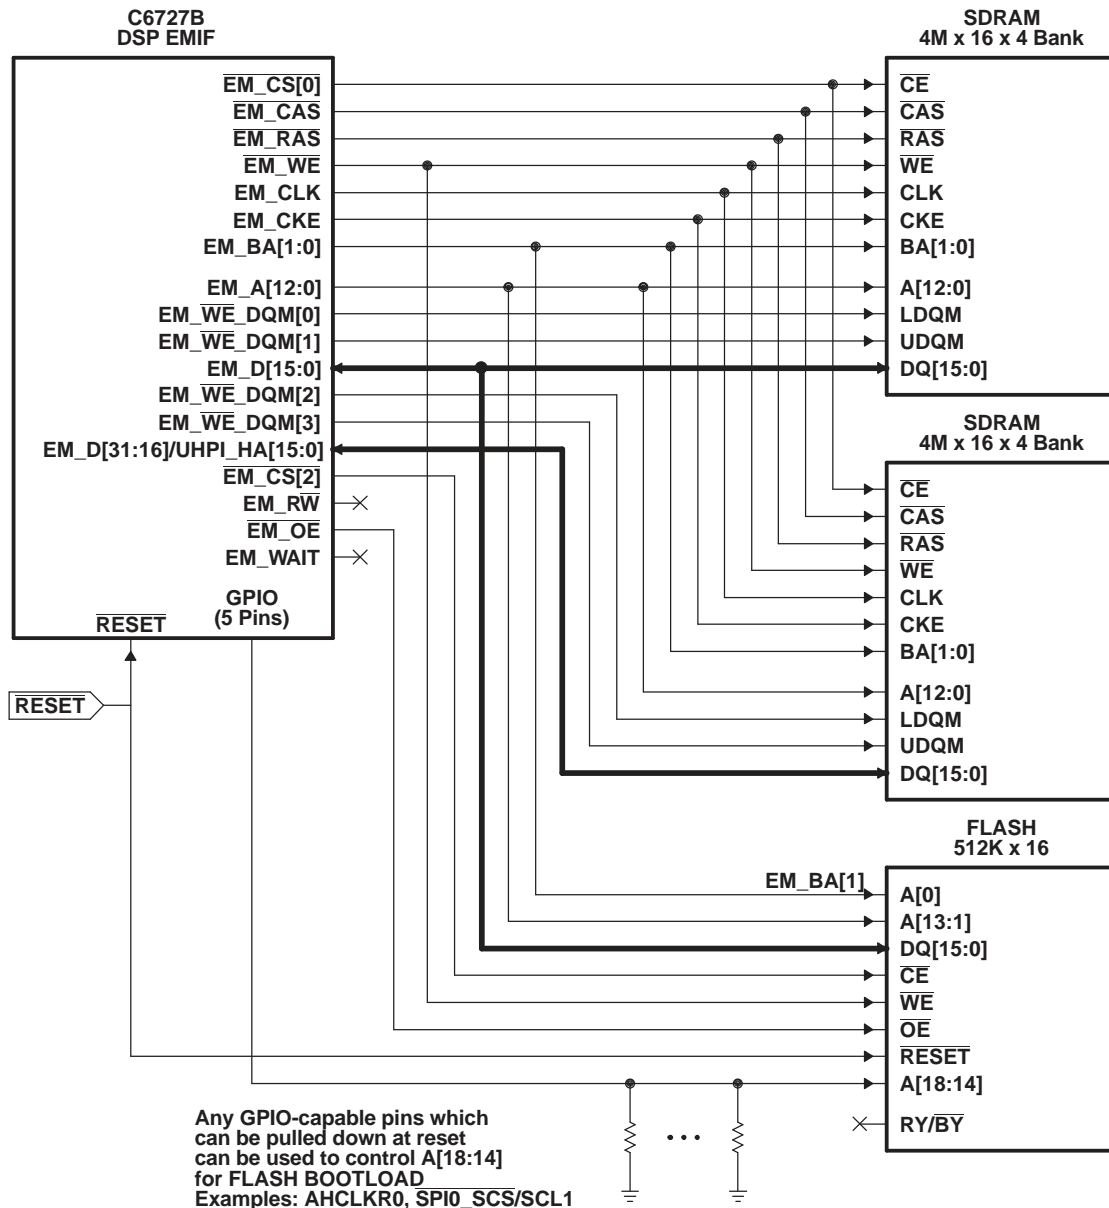 C6727B
DSP EMIF
EM_CS[0]
EM_CAS
EM_RAS
EM_WE
EM_CLK
EM_CKE
EM_BA[1:0]
EM_A[12:0]
EM_WE_DQM[0]
EM_WE_DQM[1]
EM_D[15:0]
EM_WE_DQM[2]
EM_WE_DQM[3]
EM_D[31:16]/UHPI_HA[15:0]
EM_CS[2]
EM_RW
EM_OE
EM_WAIT
GPIO
(5 Pins)
RESET
RESET
SDRAM
4M x 16 x 4 Bank
CE
CAS
RAS
WE
CLK
CKE
BA[1:0]
A[12:0]
LDQM
UDQM
DQ[15:0]
SDRAM
4M x 16 x 4 Bank
CE
CAS
RAS
WE
CLK
CKE
BA[1:0]
A[12:0]
LDQM
UDQM
DQ[15:0]
FLASH
512K x 16
EM_BA[1]
A[0]
A[13:1]
DQ[15:0]
CE
WE
OE
RESET
A[18:14]
RY/BY
Any GPIO-capable pins which
can be pulled down at reset
can be used to control A[18:14]
for FLASH BOOTLOAD
Examples: AHCLKR0, SPI0_SCS/SCL1